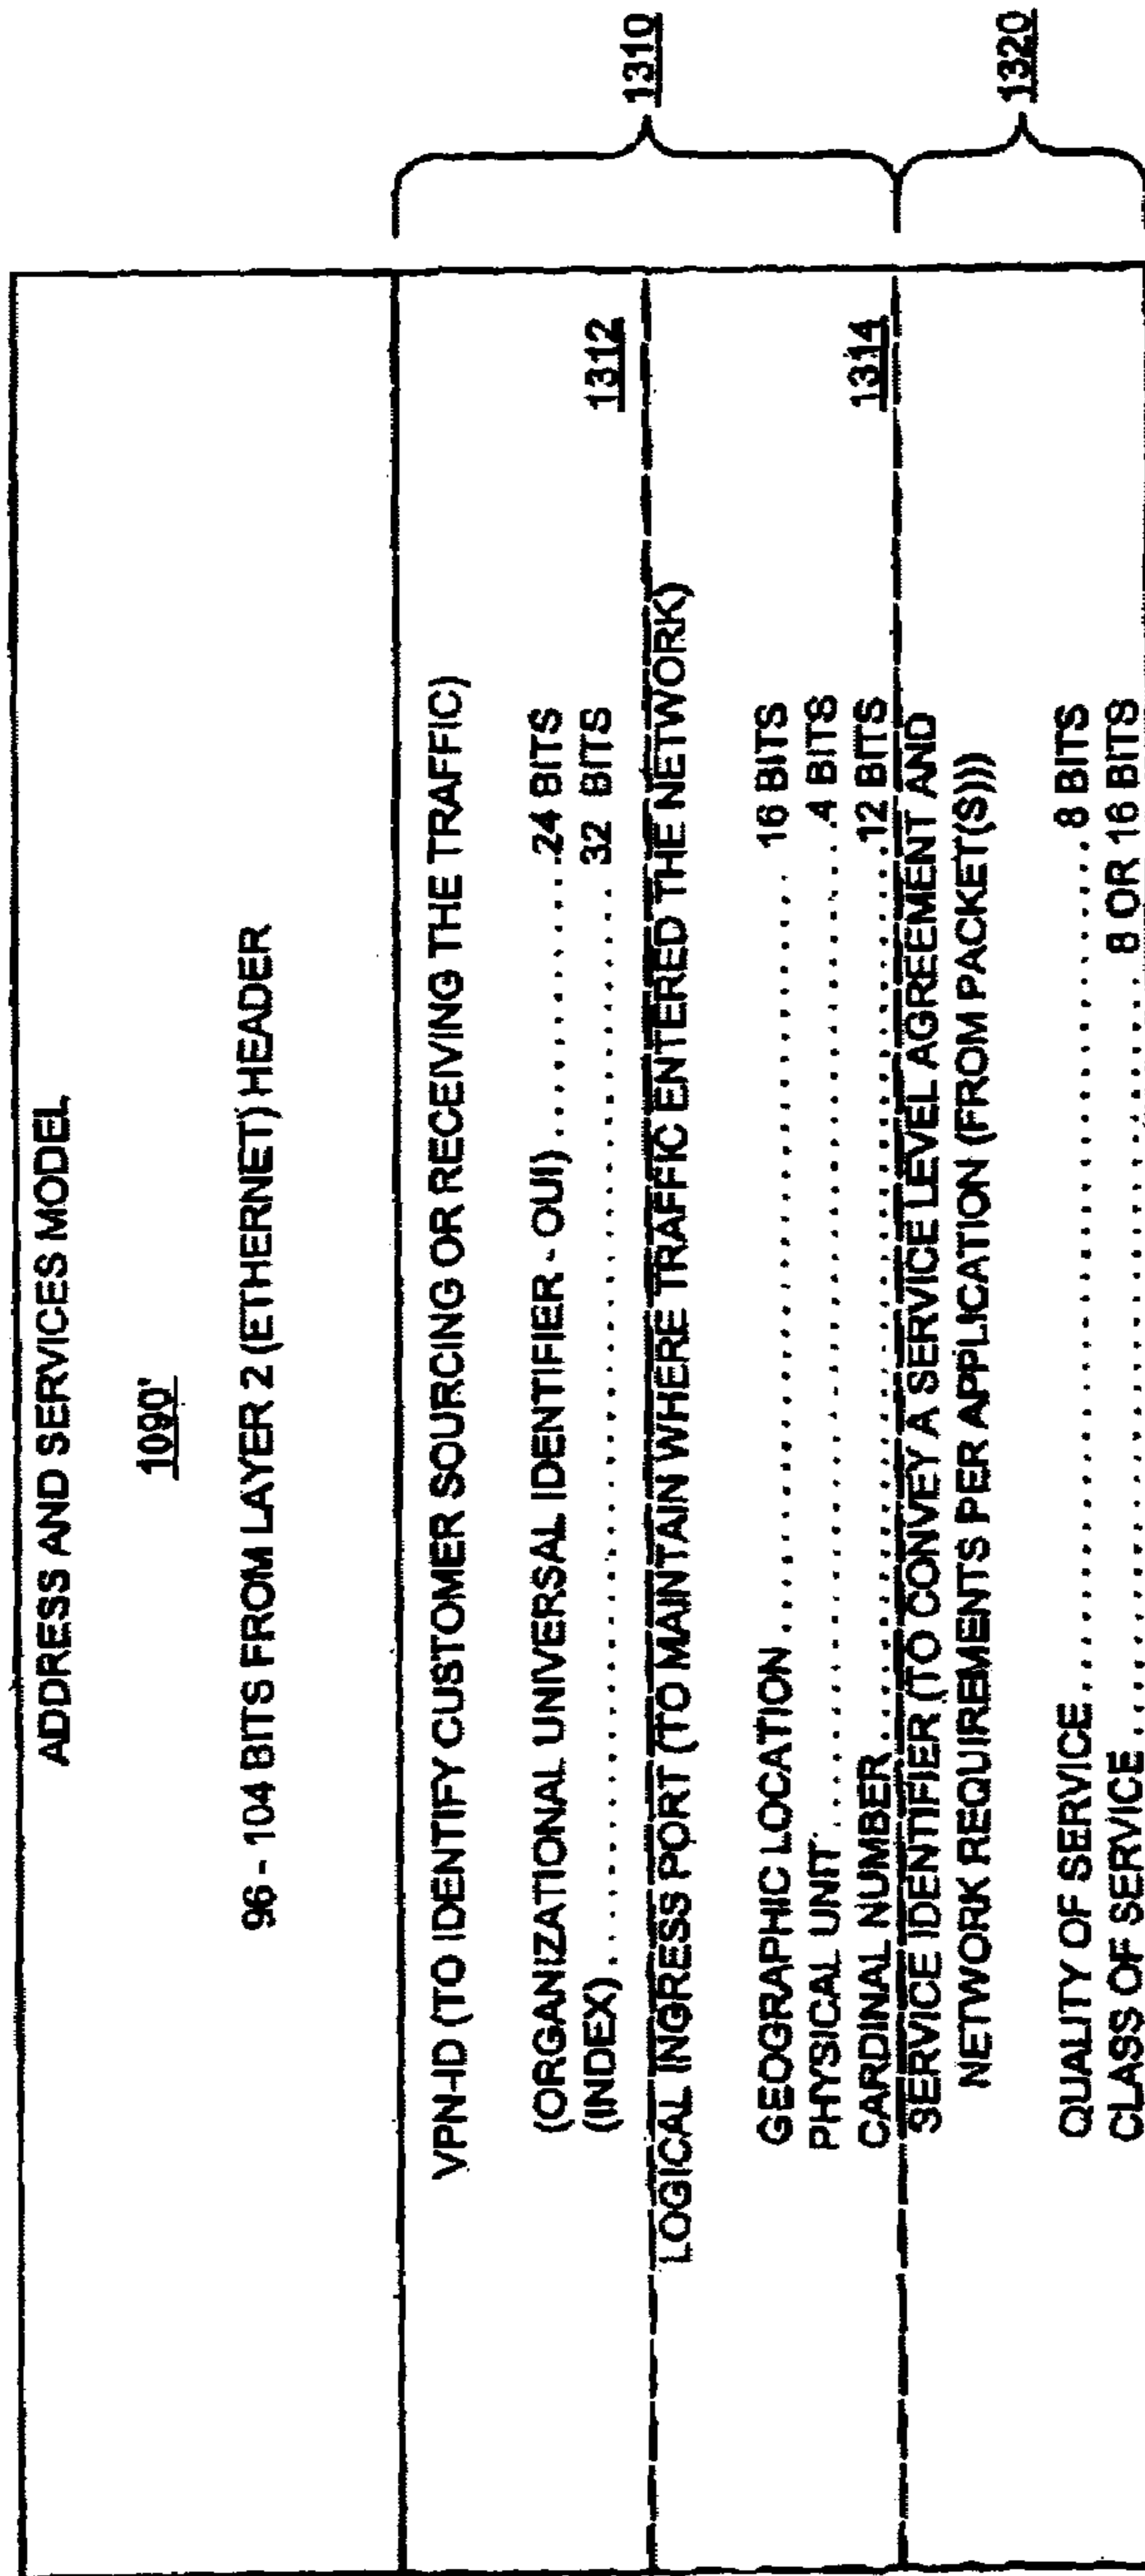 ADDRESS AND SERVICES MODEL
1090'
96 - 104 BITS FROM LAYER 2 (ETHERNET) HEADER
VPN-ID (TO IDENTIFY CUSTOMER SOURCING OR RECEIVING THE TRAFFIC)
(ORGANIZATIONAL UNIVERSAL IDENTIFIER - OUI) .......... 24 BITS
(INDEX) .......... 32 BITS
1312
LOGICAL INGRESS PORT (TO MAINTAIN WHERE TRAFFIC ENTERED THE NETWORK)
1310
GEOGRAPHIC LOCATION .......... 16 BITS
PHYSICAL UNIT .......... 4 BITS
CARDINAL NUMBER .......... 12 BITS
1314
SERVICE IDENTIFIER (TO CONVEY A SERVICE LEVEL AGREEMENT AND
NETWORK REQUIREMENTS PER APPLICATION (FROM PACKET(S)))
1320
QUALITY OF SERVICE .......... 8 BITS
CLASS OF SERVICE .......... 8 OR 16 BITS